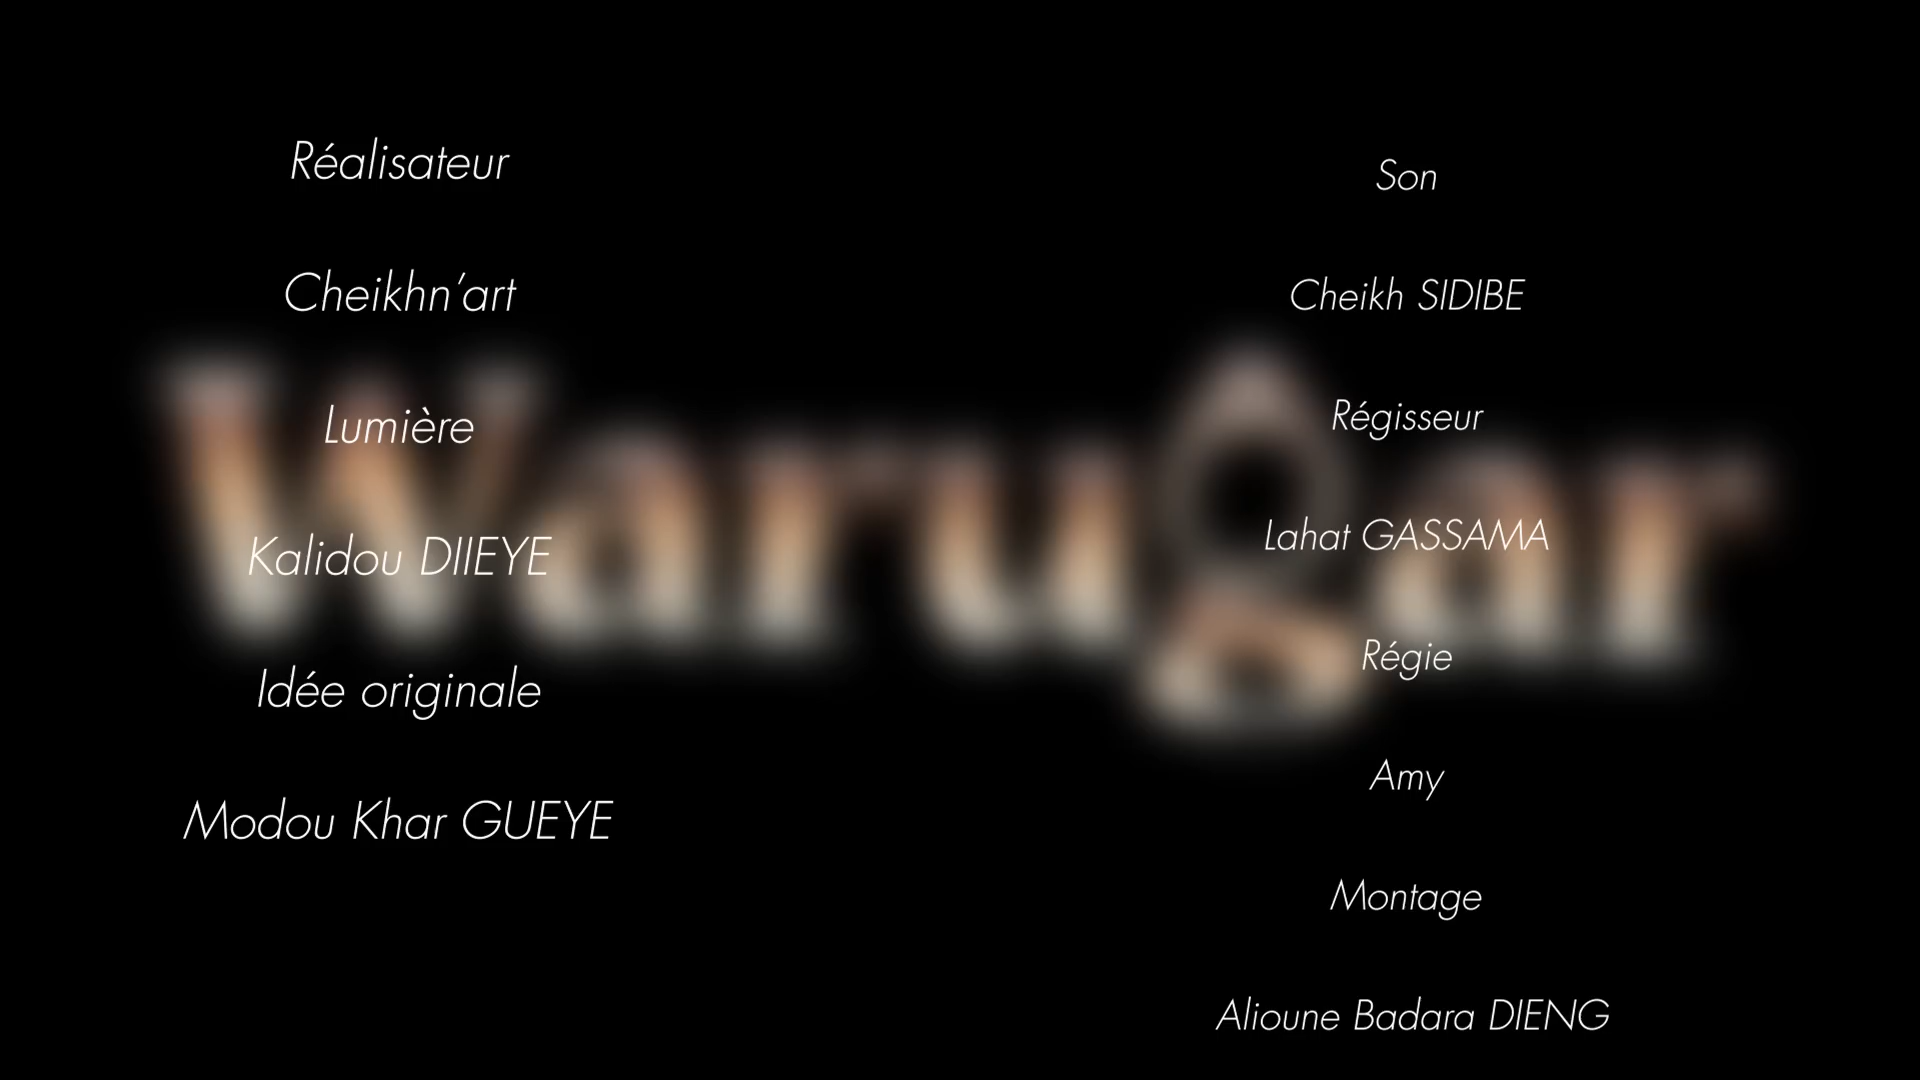 Réalisateur
Cheikhn’art
Lumière
Kalidou DIIEYE
Idée originale
Modou Khar GUEYE
Son
Cheikh SIDIBE
Régisseur
Lahat GASSAMA
Régie
Amy
Montage
Alioune Badara DIENG
Warugar